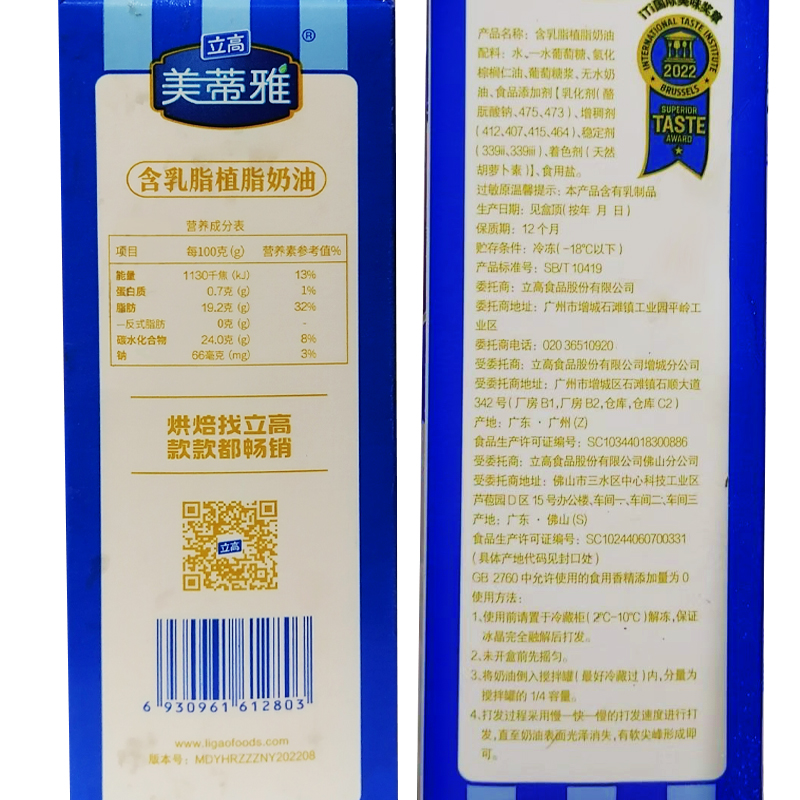 立高
®
美蒂雅
含乳脂植脂奶油
营养成分表
项目 每100克(g) 营养素参考值%
能量 1130千焦(kJ) 13%
蛋白质 0.7克(g) 1%
脂肪 19.2克(g) 32%
—反式脂肪 0克(g) -
碳水化合物 24.0克(g) 8%
钠 66毫克(mg) 3%
烘焙找立高
款款都畅销
立高
6 930961 612803
www.ligaofoods.com
版本号：MDYHRZZZNY202208
iTi国际美味奖章
INTERNATIONAL TASTE INSTITUTE
2022
BRUSSELS
SUPERIOR
TASTE
AWARD
产品名称：含乳脂植脂奶油
配料：水、一水葡萄糖、氢化
棕榈仁油、葡萄糖浆、无水奶
油、食品添加剂【乳化剂(酪
朊酸钠、475、473)、增稠剂
(412、407、415、464)、稳定剂
(339ii、339iii)、着色剂(天然
胡萝卜素)】、食用盐。
过敏原温馨提示：本产品含有乳制品
生产日期：见盒顶(按年 月 日)
保质期：12个月
贮存条件：冷冻(-18℃以下)
产品标准号：SB/T 10419
委托商：立高食品股份有限公司
委托商地址：广州市增城石滩镇工业园平岭工
业区
委托商电话：020 36510920
受委托商：立高食品股份有限公司增城分公司
受委托商地址：广州市增城区石滩镇石顺大道
342号(厂房B1,厂房B2,仓库,仓库C2)
产地：广东·广州(Z)
食品生产许可证编号：SC10344018300886
受委托商：立高食品股份有限公司佛山分公司
受委托商地址：佛山市三水区中心科技工业区
芦苞园D区15号办公楼、车间一、车间二、车间三
产地：广东·佛山(S)
食品生产许可证编号：SC10244060700331
(具体产地代码见封口处)
GB 2760中允许使用的食用香精添加量为0
使用方法：
1、使用前请置于冷藏柜(2℃-10℃)解冻，保证
冰晶完全融解后打发。
2、未开盒前先摇匀。
3、将奶油倒入搅拌罐(最好冷藏过)内，分量为
搅拌罐的1/4容量。
4、打发过程采用慢—快—慢的打发速度进行打
发，直至奶油表面光泽消失，有软尖峰形成即
可。